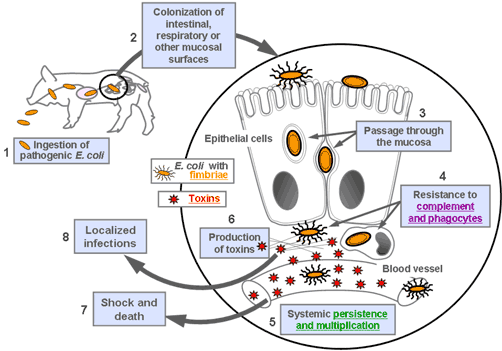 2
Colonization of
intestinal,
respiratory or
other mucosal
surfaces
1
Ingestion of
pathogenic E. coli
Epithelial cells
3
Passage through
the mucosa
E. coli with
fimbriae
Toxins
4
Resistance to
complement
and phagocytes
6
Production
of toxins
8
Localized
infections
Blood vessel
7
Shock and
death
5
Systemic persistence
and multiplication